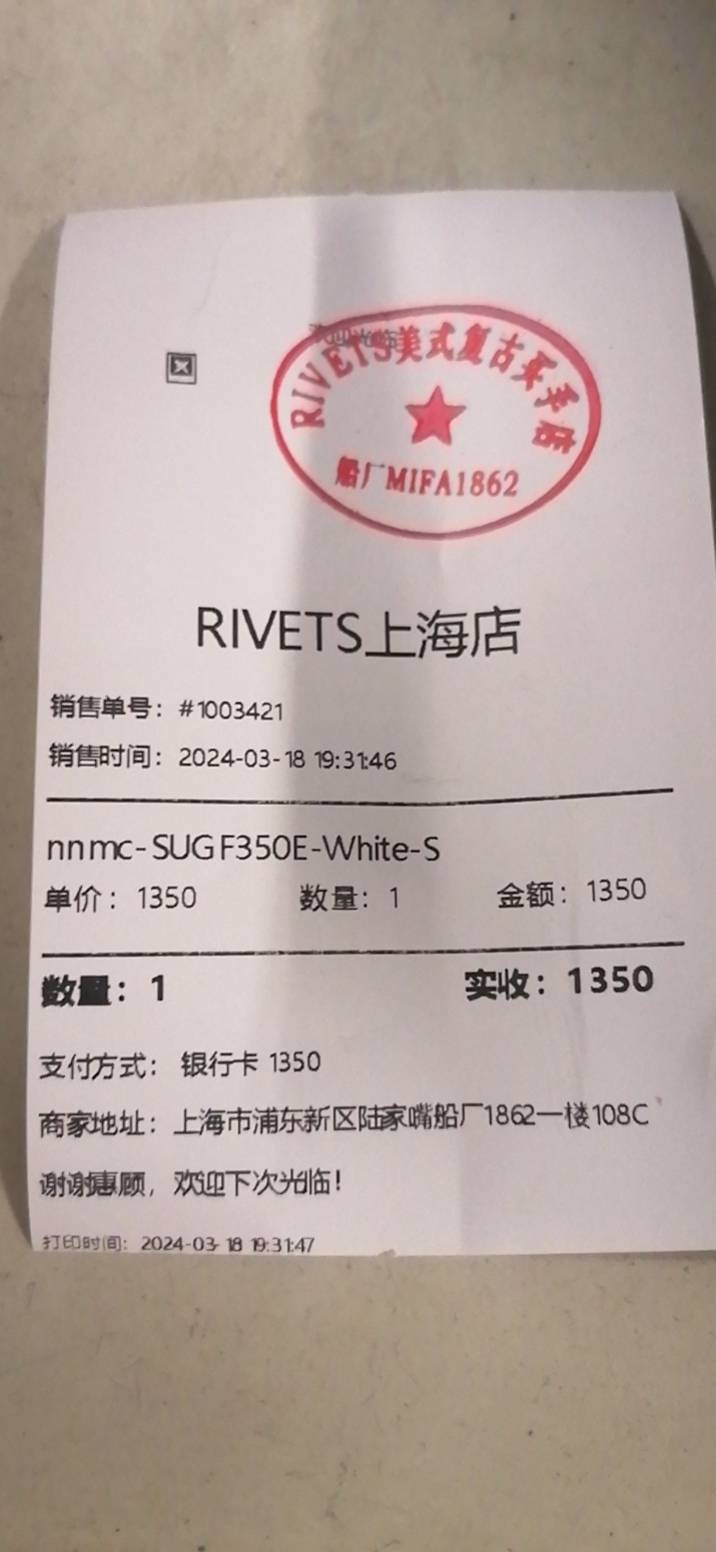 欢迎光临
RIVETS美式复古买手店
船厂MIFA1862
RIVETS上海店
销售单号：#1003421
销售时间：2024-03-18 19:31:46
nnmc-SUGF350E-White-S
单价：1350 数量：1 金额：1350
数量：1 实收：1350
支付方式：银行卡 1350
商家地址：上海市浦东新区陆家嘴船厂1862一楼108C
谢谢惠顾，欢迎下次光临！
打印时间：2024-03-18 19:31:47